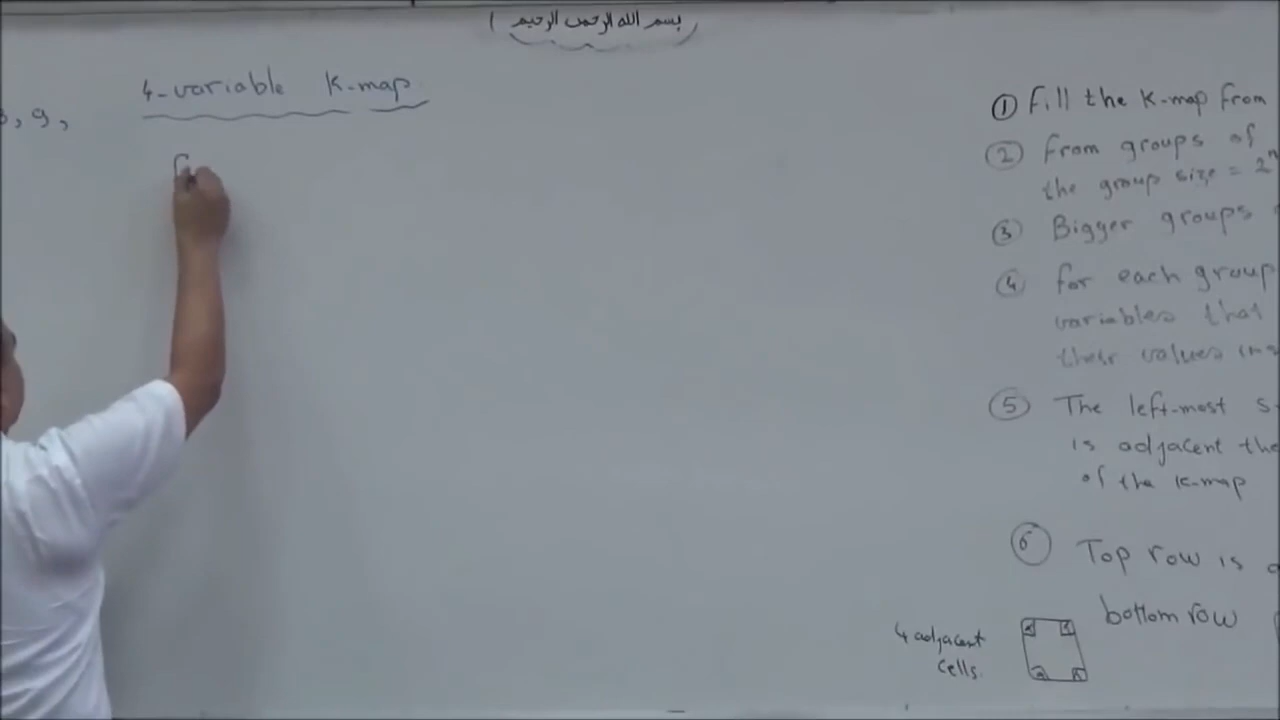 بسم الله الرحمن الرحيم
4-variable K-map
, 9,
① Fill the K-map from
② From groups of
the group size = 2^n
③ Bigger groups
④ for each group
variables that
their values
⑤ The left-most
is adjacent the
of the K-map
⑥ Top row is
bottom row
4 adjacent
cells.